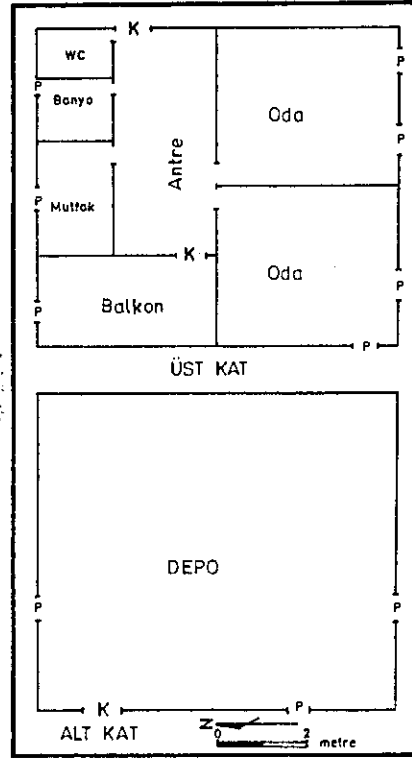 K
WC
P
P
Banyo
Oda
Antre
P
Mutfak
P
K
Oda
P
P
Balkon
P
ÜST KAT
DEPO
P
P
K
P
ALT KAT
N
0 2
metre